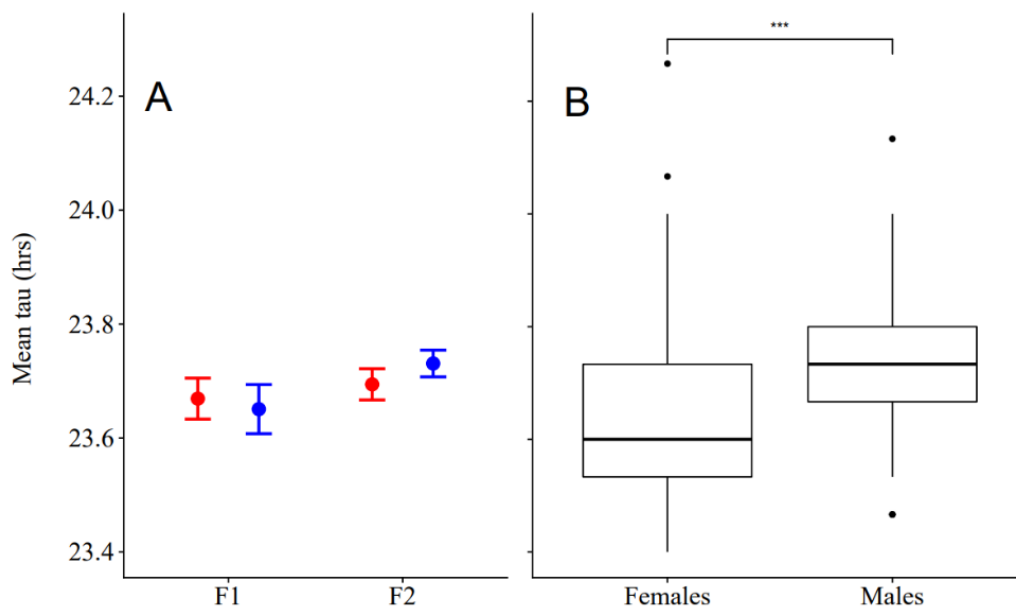 A
B
***
24.2
24.0
23.8
23.6
23.4
Mean tau (hrs)
F1 F2
Females Males